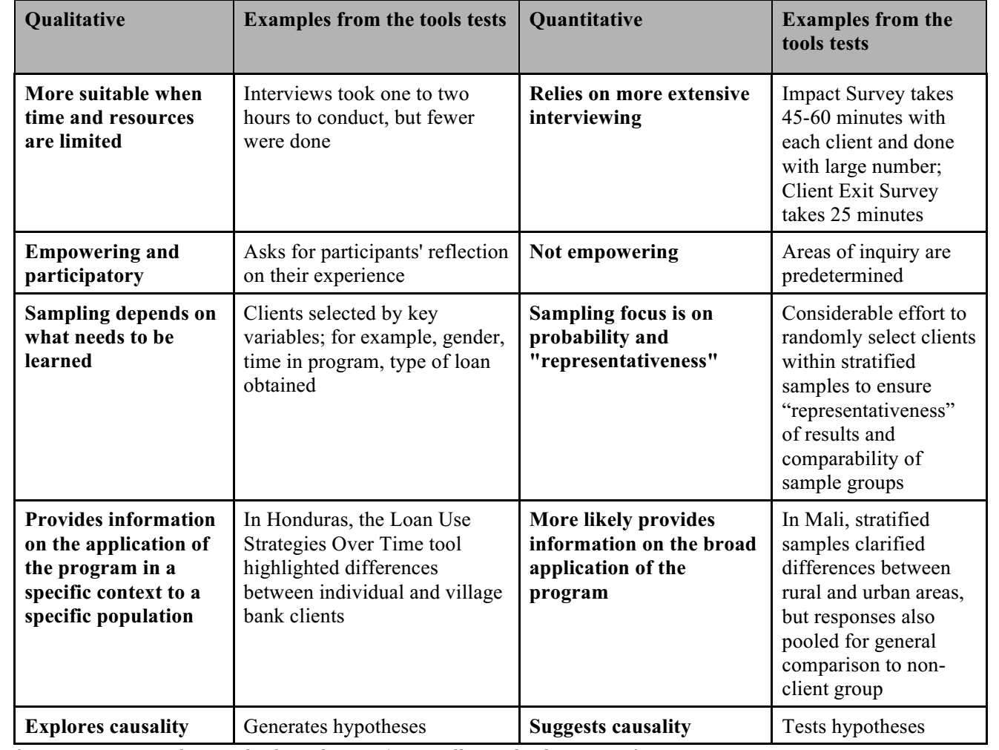 Qualitative
Examples from the tools tests
Quantitative
Examples from the
tools tests
More suitable when
time and resources
are limited
Interviews took one to two
hours to conduct, but fewer
were done
Relies on more extensive
interviewing
Impact Survey takes
45-60 minutes with
each client and done
with large number;
Client Exit Survey
takes 25 minutes
Empowering and
participatory
Asks for participants' reflection
on their experience
Not empowering
Areas of inquiry are
predetermined
Sampling depends on
what needs to be
learned
Clients selected by key
variables; for example, gender,
time in program, type of loan
obtained
Sampling focus is on
probability and
"representativeness"
Considerable effort to
randomly select clients
within stratified
samples to ensure
“representativeness”
of results and
comparability of
sample groups
Provides information
on the application of
the program in a
specific context to a
specific population
In Honduras, the Loan Use
Strategies Over Time tool
highlighted differences
between individual and village
bank clients
More likely provides
information on the broad
application of the
program
In Mali, stratified
samples clarified
differences between
rural and urban areas,
but responses also
pooled for general
comparison to non-
client group
Explores causality
Generates hypotheses
Suggests causality
Tests hypotheses